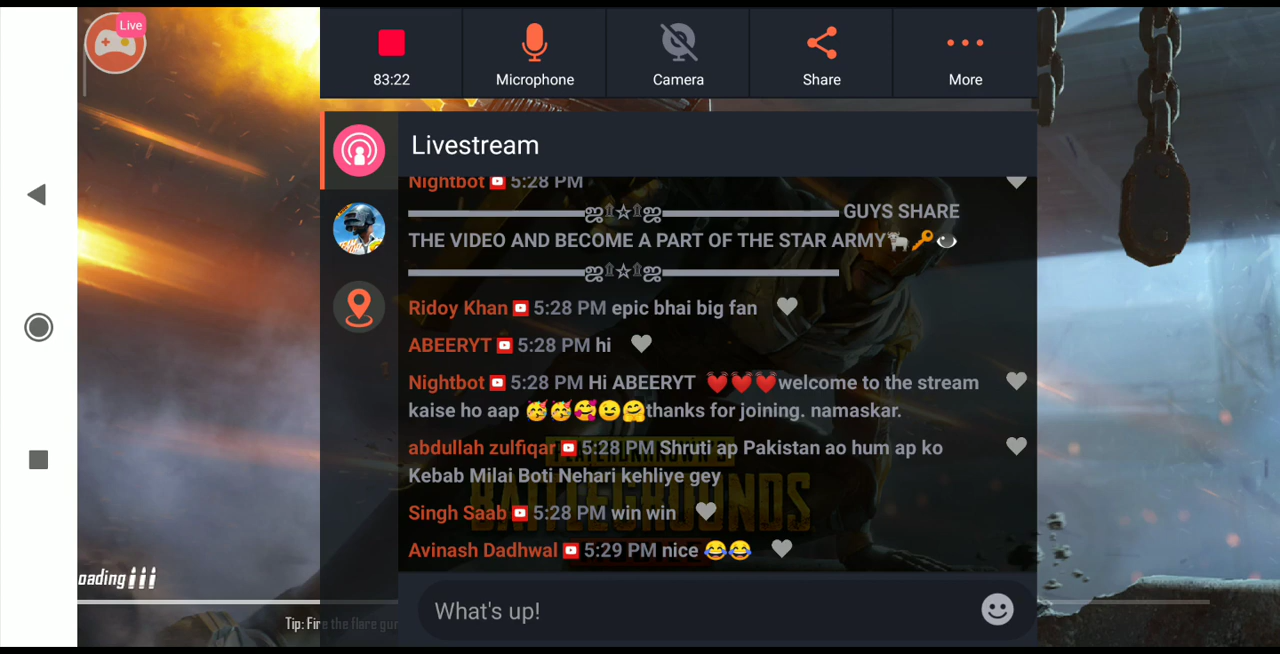 Live
83:22
Microphone
Camera
Share
More
Livestream
Nightbot 5:28 PM
GUYS SHARE
THE VIDEO AND BECOME A PART OF THE STAR ARMY🐏🔑👁️
Ridoy Khan 5:28 PM epic bhai big fan
ABEERYT 5:28 PM hi
Nightbot 5:28 PM Hi ABEERYT 💓💓💓welcome to the stream
kaise ho aap 🥳🥳🥰😉🤗thanks for joining. namaskar.
abdullah zulfiqar 5:28 PM Shruti ap Pakistan ao hum ap ko
Kebab Milai Boti Nehari kehliye gey
Singh Saab 5:28 PM win win
Avinash Dadhwal 5:29 PM nice 😂😂
BATTLEGROUNDS
oading
Tip: Fire the flare gun
What's up!